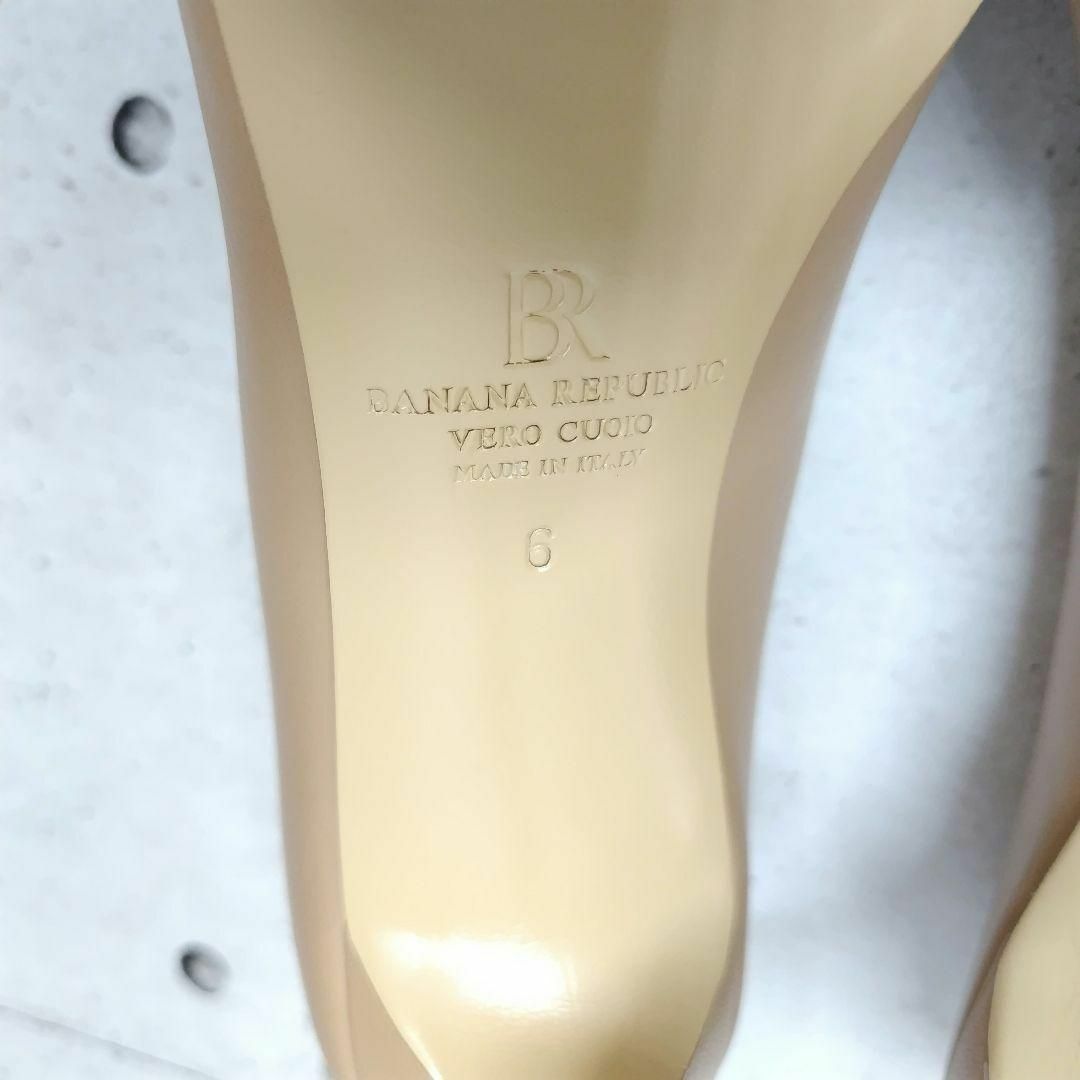 BR
BANANA REPUBLIC
VERO CUOIO
MADE IN ITALY
6